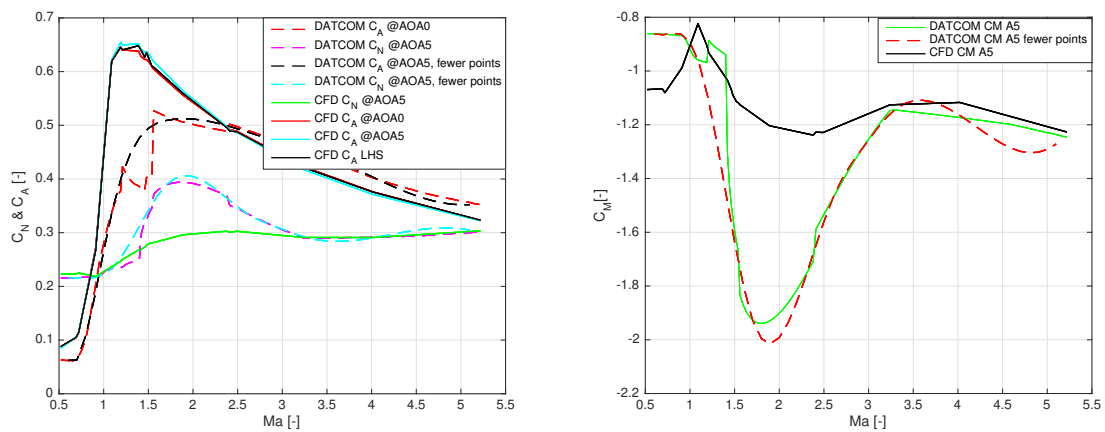 0.7
0.6
0.5
0.4
0.3
0.2
0.1
0
C_N & C_A [-]
DATCOM C_A @AOA0
DATCOM C_N @AOA5
DATCOM C_A @AOA5, fewer points
DATCOM C_N @AOA5, fewer points
CFD C_N @AOA5
CFD C_A @AOA0
CFD C_A @AOA5
CFD C_A LHS
0.5 1 1.5 2 2.5 3 3.5 4 4.5 5 5.5
Ma [-]
-0.8
-1
-1.2
-1.4
-1.6
-1.8
-2
-2.2
C_M[-]
DATCOM CM A5
DATCOM CM A5 fewer points
CFD CM A5
0.5 1 1.5 2 2.5 3 3.5 4 4.5 5 5.5
Ma [-]